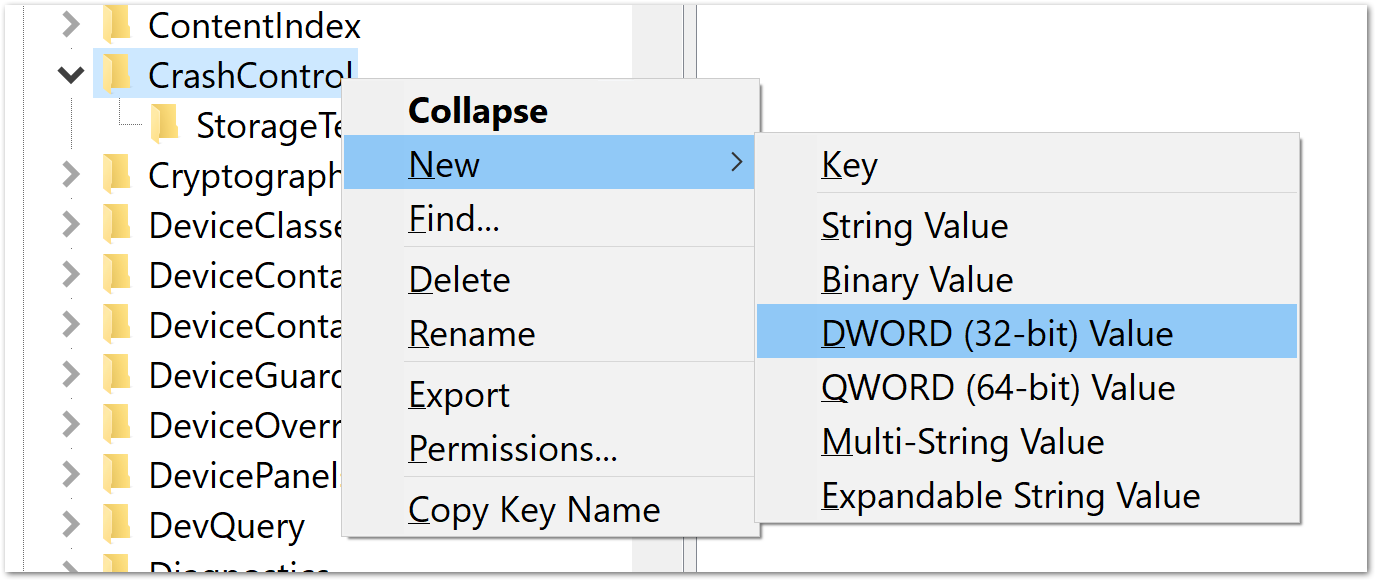 ContentIndex
CrashControl
StorageTe
Cryptograph
DeviceClasse
DeviceConta
DeviceConta
DeviceGuard
DeviceOverr
DevicePanels
DevQuery
Diagnostics
Collapse
New
Find...
Delete
Rename
Export
Permissions...
Copy Key Name
Key
String Value
Binary Value
DWORD (32-bit) Value
QWORD (64-bit) Value
Multi-String Value
Expandable String Value